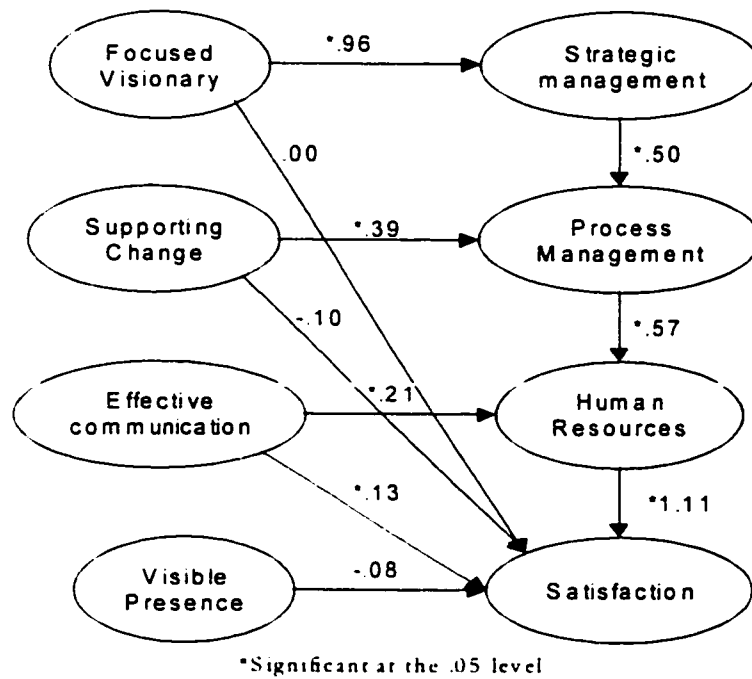 Focused
Visionary
*.96
Strategic
management
.00
*.50
Supporting
Change
*.39
Process
Management
-.10
*.57
Effective
communication
*.21
Human
Resources
*.13
*1.11
Visible
Presence
-.08
Satisfaction
*Significant at the .05 level